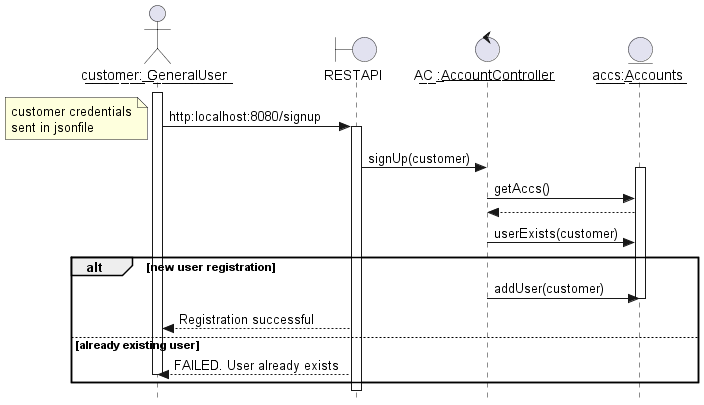 customer:_GeneralUser
RESTAPI
AC_:AccountController
accs:Accounts
customer credentials
sent in jsonfile
http:localhost:8080/signup
signUp(customer)
getAccs()
userExists(customer)
alt
[new user registration]
addUser(customer)
Registration successful
[already existing user]
FAILED. User already exists